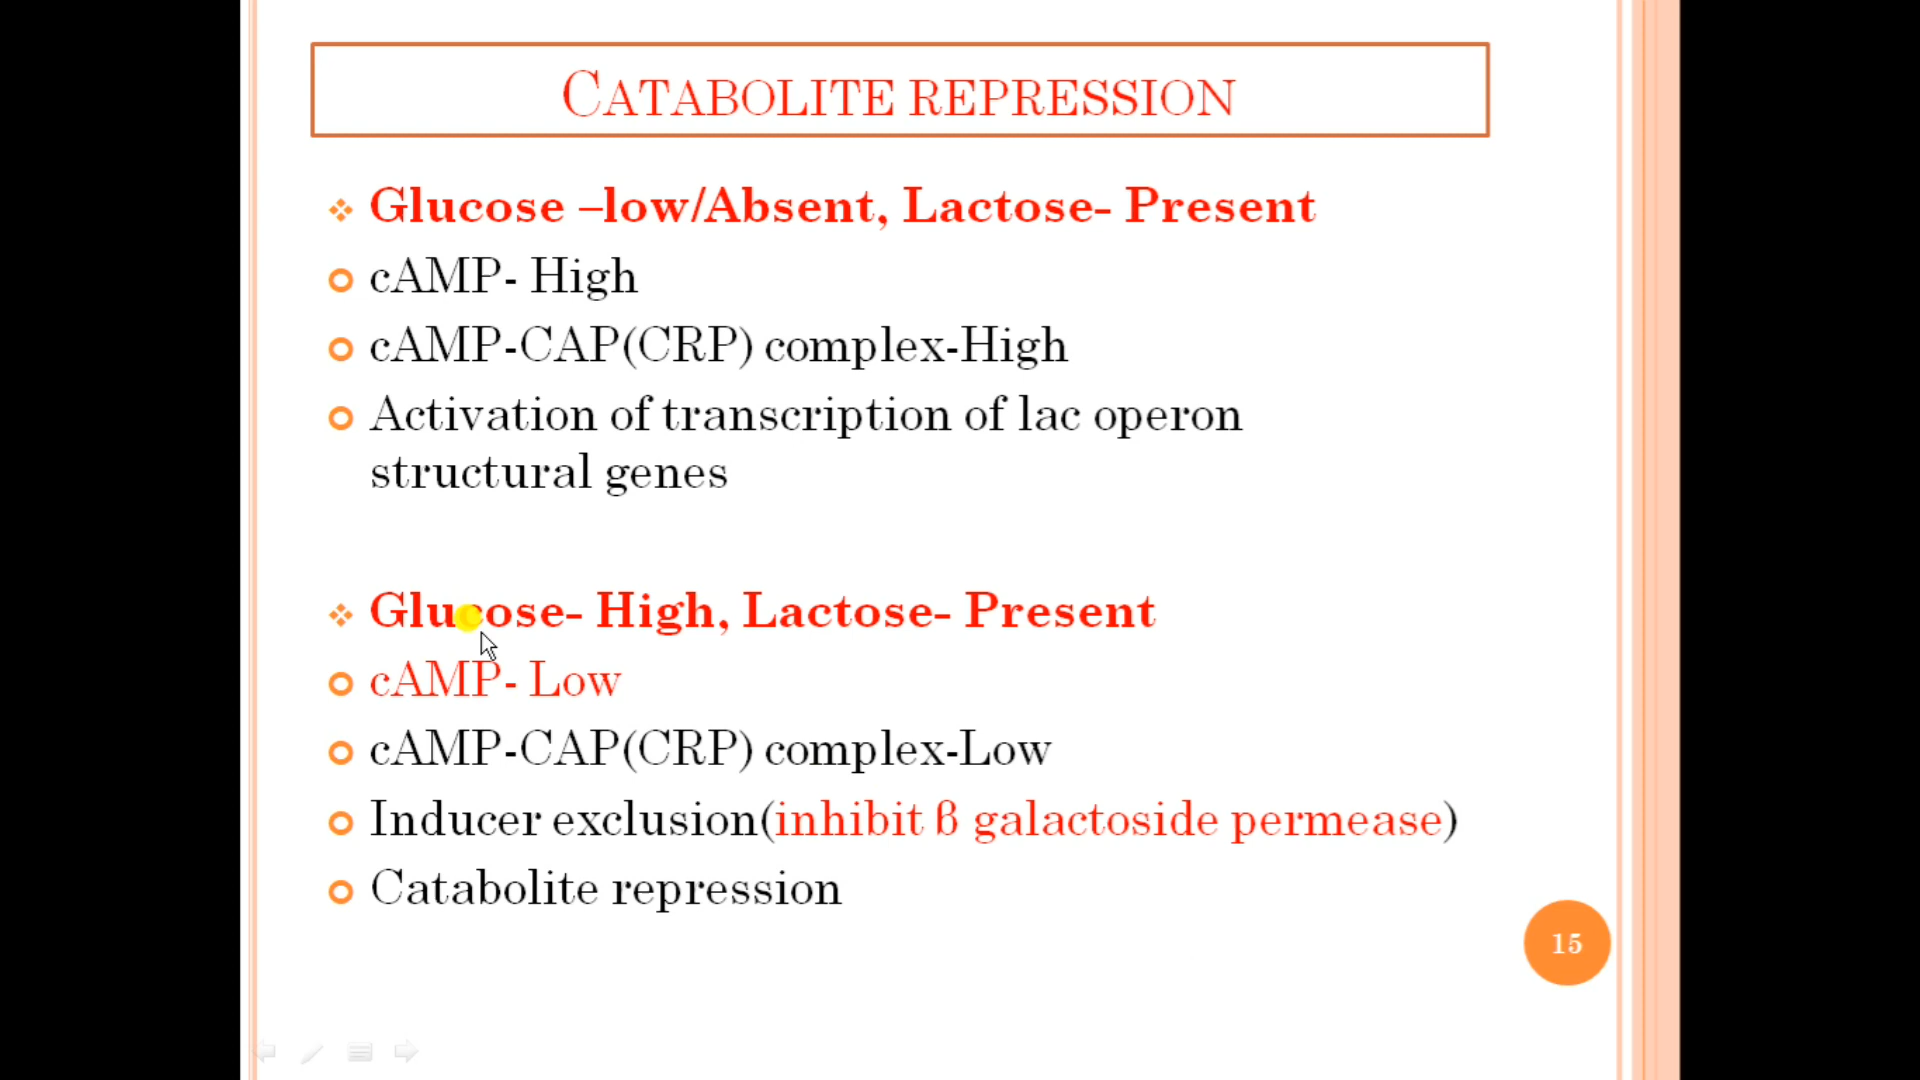 CATABOLITE REPRESSION
Glucose –low/Absent, Lactose- Present
cAMP- High
cAMP-CAP(CRP) complex-High
Activation of transcription of lac operon
structural genes
Glucose- High, Lactose- Present
cAMP- Low
cAMP-CAP(CRP) complex-Low
Inducer exclusion(inhibit β galactoside permease)
Catabolite repression
15